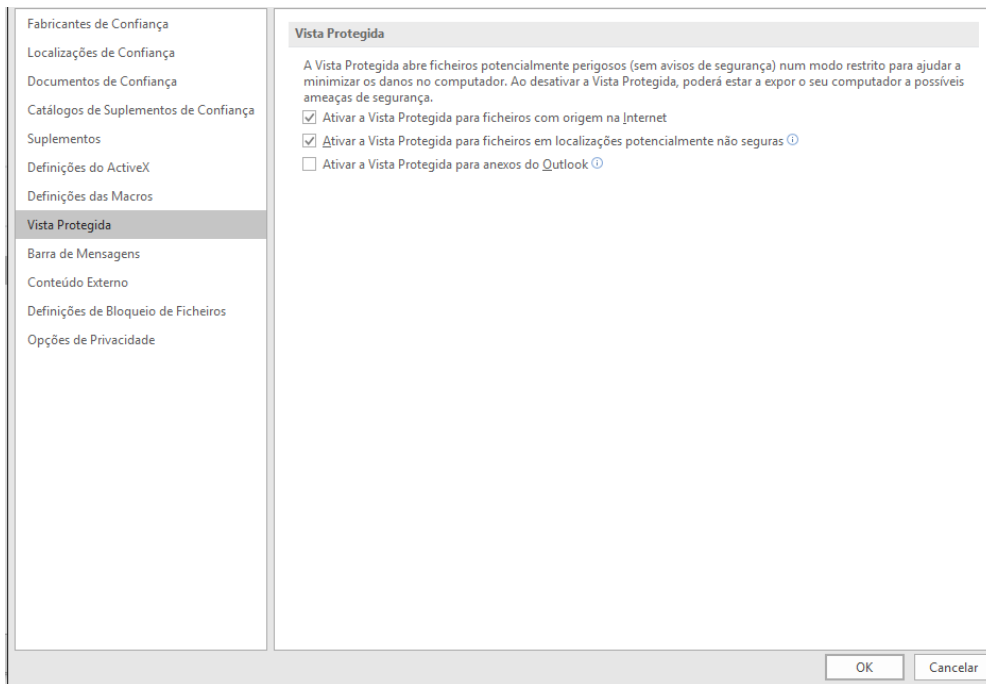 Fabricantes de Confiança
Localizações de Confiança
Documentos de Confiança
Catálogos de Suplementos de Confiança
Suplementos
Definições do ActiveX
Definições das Macros
Vista Protegida
Barra de Mensagens
Conteúdo Externo
Definições de Bloqueio de Ficheiros
Opções de Privacidade
Vista Protegida
A Vista Protegida abre ficheiros potencialmente perigosos (sem avisos de segurança) num modo restrito para ajudar a
minimizar os danos no computador. Ao desativar a Vista Protegida, poderá estar a expor o seu computador a possíveis
ameaças de segurança.
Ativar a Vista Protegida para ficheiros com origem na Internet
Ativar a Vista Protegida para ficheiros em localizações potencialmente não seguras
Ativar a Vista Protegida para anexos do Outlook
OK
Cancelar